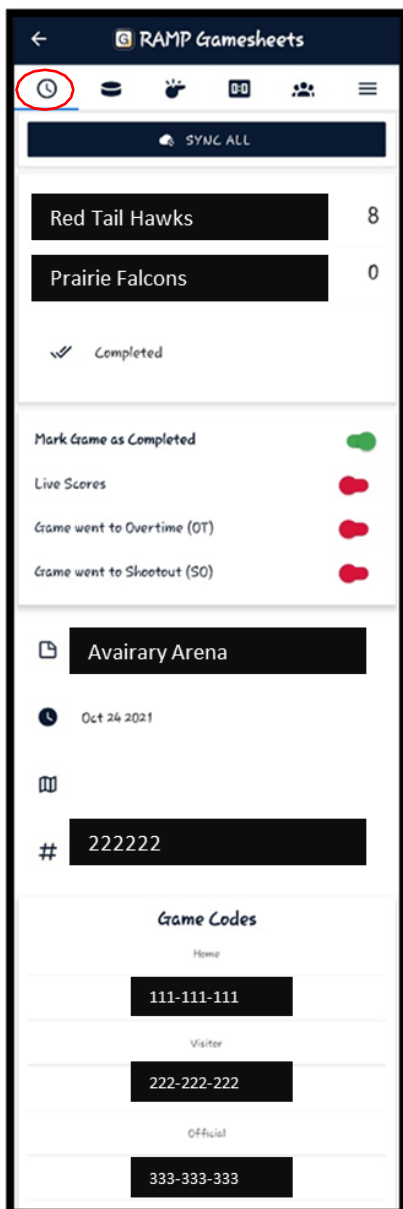 G RAMP Gamesheets
0:0
SYNC ALL
Red Tail Hawks 8
Prairie Falcons 0
Completed
Mark Game as Completed
Live Scores
Game went to Overtime (OT)
Game went to Shootout (SO)
Avairary Arena
Oct 24 2021
# 222222
Game Codes
Home
111-111-111
Visitor
222-222-222
Official
333-333-333